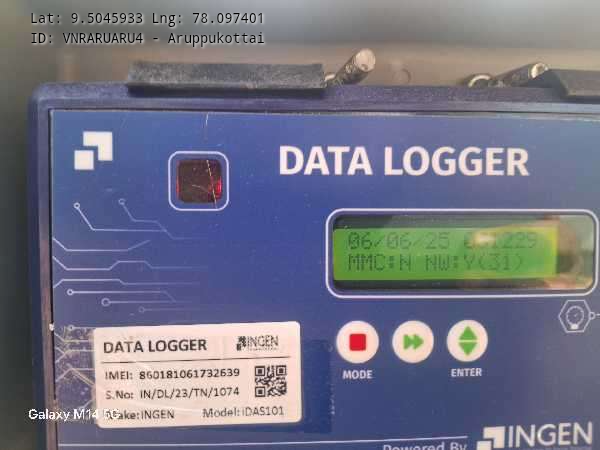 Lat: 9.5045933 Lng: 78.097401
ID: VNRARUARU4 - Aruppukottai
DATA LOGGER
06/06/25
MMC:N NW:Y(31)
MODE
ENTER
DATA LOGGER INGEN
IMEI: 860181061732639
S.No: IN/DL/23/TN/1074
Make:INGEN Model:iDAS101
Galaxy M14 5G
Powered By INGEN